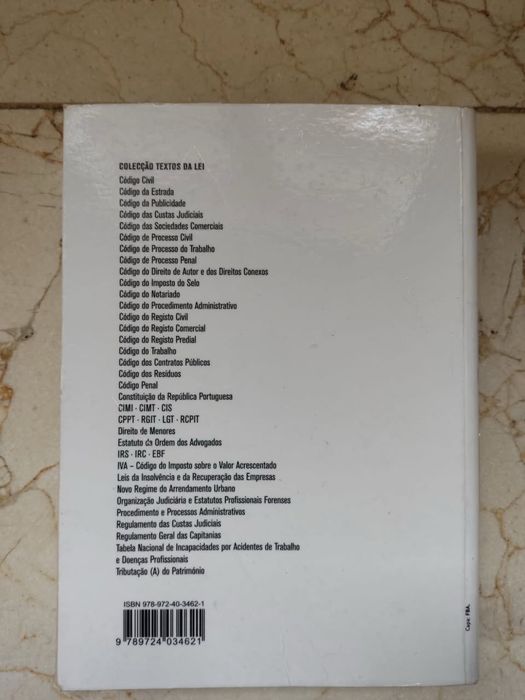 COLECÇÃO TEXTOS DA LEI
Código Civil
Código da Estrada
Código da Publicidade
Código das Custas Judiciais
Código das Sociedades Comerciais
Código de Processo Civil
Código de Processo do Trabalho
Código de Processo Penal
Código do Direito de Autor e dos Direitos Conexos
Código do Imposto do Selo
Código do Notariado
Código do Procedimento Administrativo
Código do Registo Civil
Código do Registo Comercial
Código do Registo Predial
Código do Trabalho
Código dos Contratos Públicos
Código dos Resíduos
Código Penal
Constituição da República Portuguesa
CIMI · CIMT · CIS
CPPT · RGIT · LGT · RCPIT
Direito de Menores
Estatuto da Ordem dos Advogados
IRS · IRC · EBF
IVA – Código do Imposto sobre o Valor Acrescentado
Leis da Insolvência e da Recuperação das Empresas
Novo Regime do Arrendamento Urbano
Organização Judiciária e Estatutos Profissionais Forenses
Procedimento e Processos Administrativos
Regulamento das Custas Judiciais
Regulamento Geral das Capitanias
Tabela Nacional de Incapacidades por Acidentes de Trabalho
e Doenças Profissionais
Tributação (A) do Património
ISBN 978-972-40-3462-1
9 789724 034621
Capa: FBA.